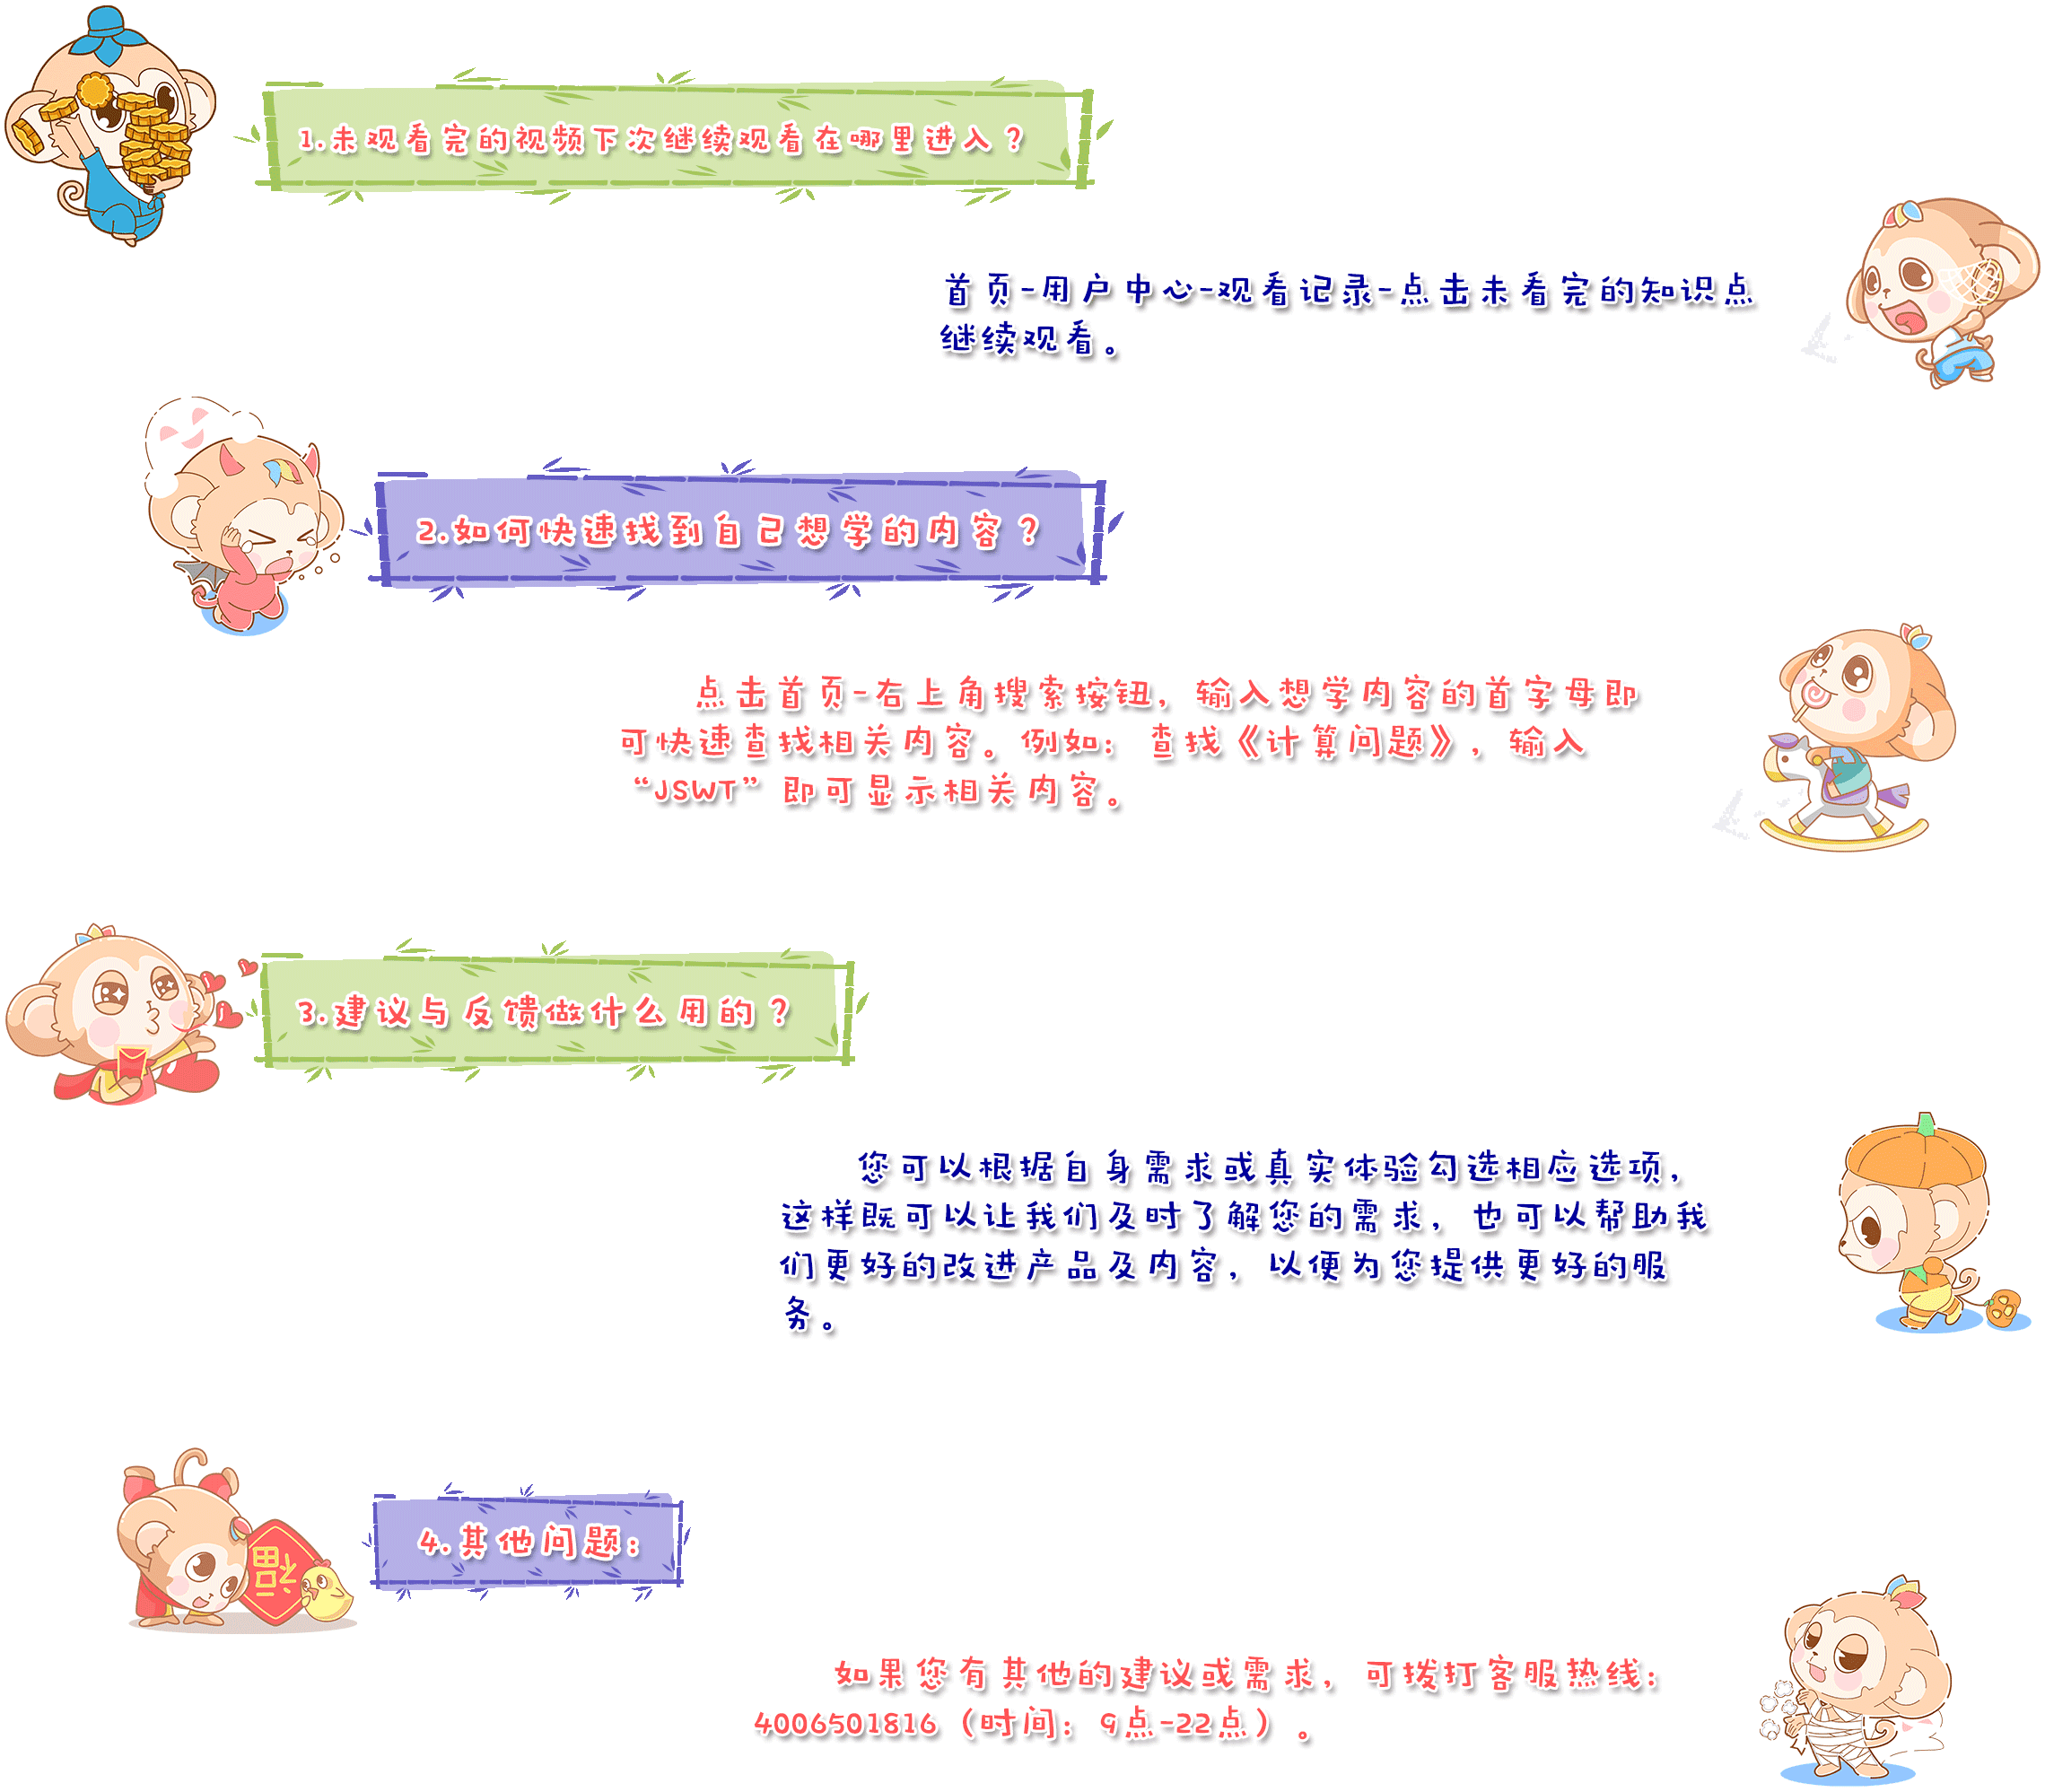 1.未观看完的视频下次继续观看在哪里进入？
首页-用户中心-观看记录-点击未看完的知识点
继续观看。
2.如何快速找到自己想学的内容？
点击首页-右上角搜索按钮，输入想学内容的首字母即
可快速查找相关内容。例如：查找《计算问题》，输入
“JSWT”即可显示相关内容。
3.建议与反馈做什么用的？
您可以根据自身需求或真实体验勾选相应选项，
这样既可以让我们及时了解您的需求，也可以帮助我
们更好的改进产品及内容，以便为您提供更好的服
务。
福
4.其他问题：
如果您有其他的建议或需求，可拨打客服热线：
4006501816（时间：9点-22点）。